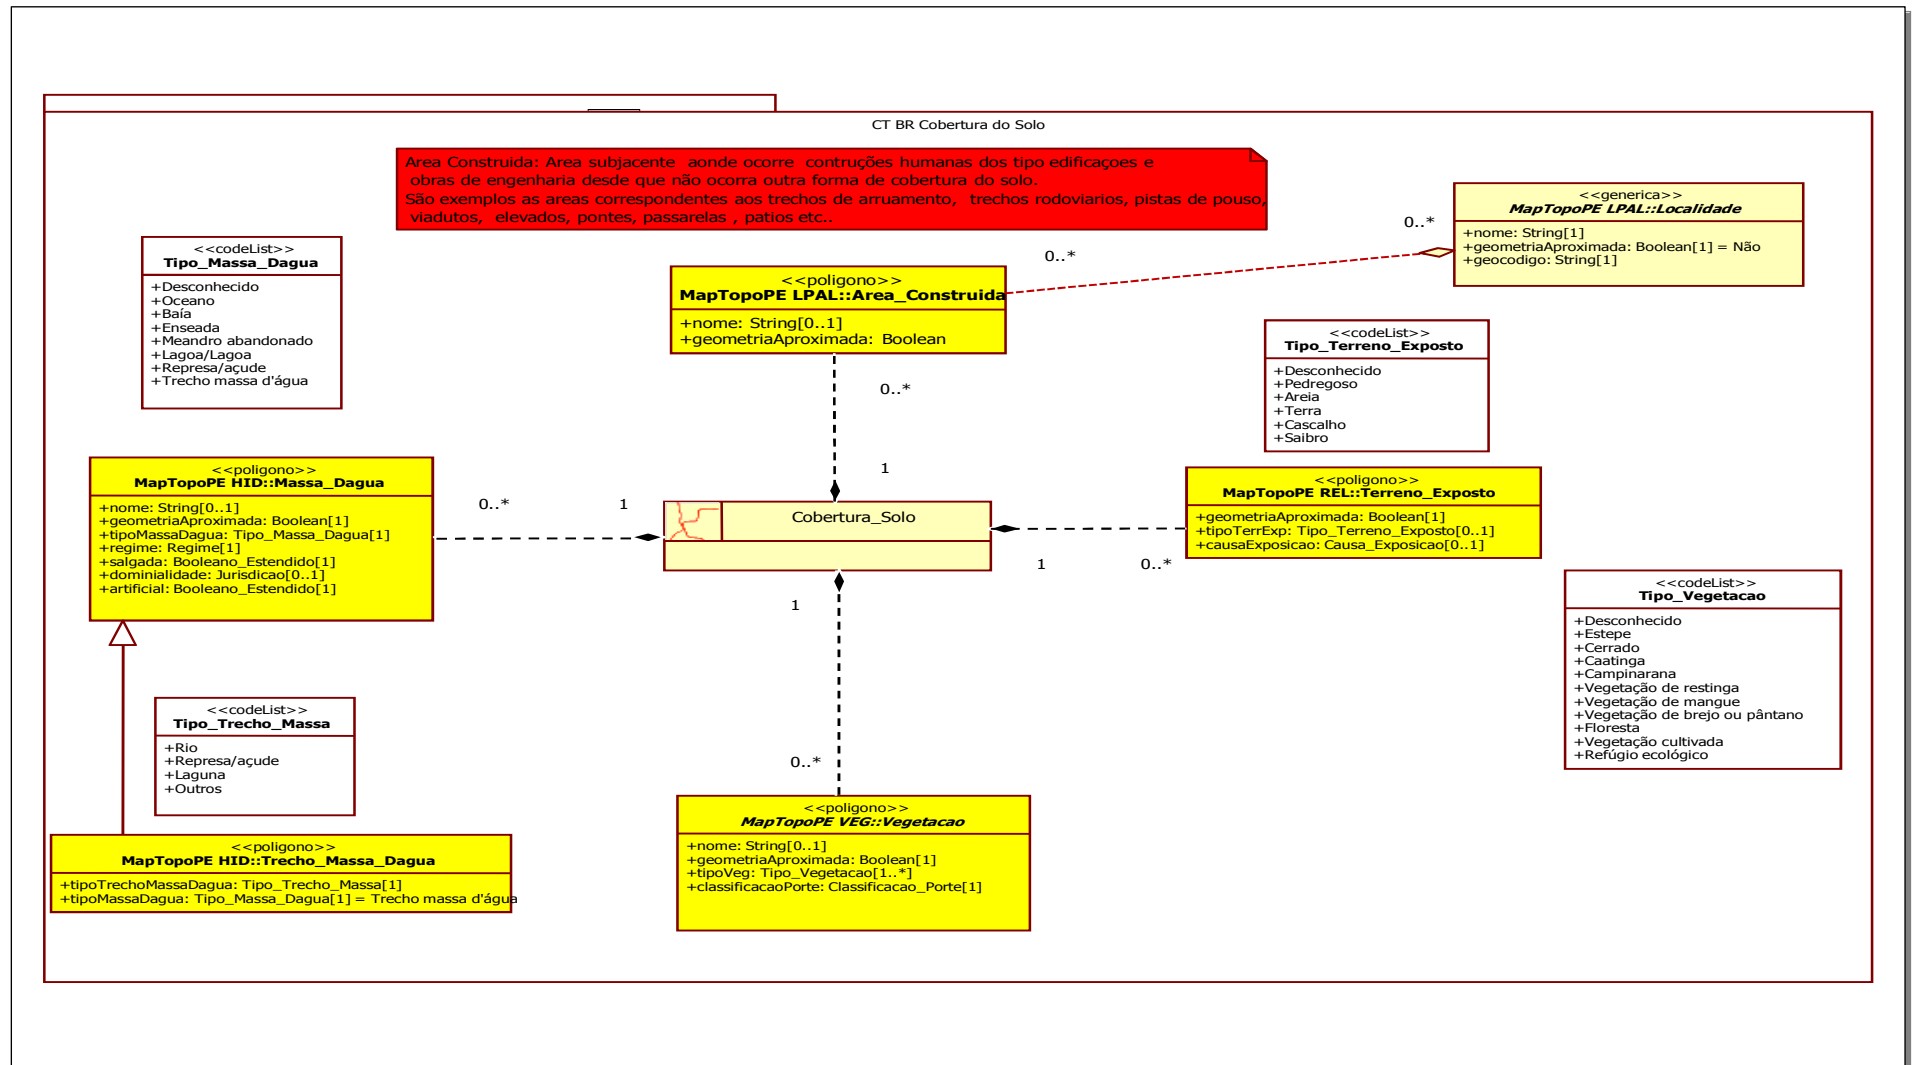 CT BR Cobertura do Solo
Area Construida: Area subjacente aonde ocorre contruções humanas dos tipo edificaçoes e
obras de engenharia desde que não ocorra outra forma de cobertura do solo.
São exemplos as areas correspondentes aos trechos de arruamento, trechos rodoviarios, pistas de pouso,
viadutos, elevados, pontes, passarelas , patios etc..
<<generica>>
MapTopoPE LPAL::Localidade
+nome: String[1]
+geometriaAproximada: Boolean[1] = Não
+geocodigo: String[1]
0..*
0..*
<<codeList>>
Tipo_Massa_Dagua
+Desconhecido
+Oceano
+Baía
+Enseada
+Meandro abandonado
+Lagoa/Lagoa
+Represa/açude
+Trecho massa d'água
<<poligono>>
MapTopoPE LPAL::Area_Construida
+nome: String[0..1]
+geometriaAproximada: Boolean
0..*
1
<<codeList>>
Tipo_Terreno_Exposto
+Desconhecido
+Pedregoso
+Areia
+Terra
+Cascalho
+Saibro
<<poligono>>
MapTopoPE HID::Massa_Dagua
+nome: String[0..1]
+geometriaAproximada: Boolean[1]
+tipoMassaDagua: Tipo_Massa_Dagua[1]
+regime: Regime[1]
+salgada: Booleano_Estendido[1]
+dominialidade: Jurisdicao[0..1]
+artificial: Booleano_Estendido[1]
0..*
1
Cobertura_Solo
<<poligono>>
MapTopoPE REL::Terreno_Exposto
+geometriaAproximada: Boolean[1]
+tipoTerrExp: Tipo_Terreno_Exposto[0..1]
+causaExposicao: Causa_Exposicao[0..1]
1
0..*
1
0..*
<<codeList>>
Tipo_Vegetacao
+Desconhecido
+Estepe
+Cerrado
+Caatinga
+Campinarana
+Vegetação de restinga
+Vegetação de mangue
+Vegetação de brejo ou pântano
+Floresta
+Vegetação cultivada
+Refúgio ecológico
<<codeList>>
Tipo_Trecho_Massa
+Rio
+Represa/açude
+Laguna
+Outros
<<poligono>>
MapTopoPE HID::Trecho_Massa_Dagua
+tipoTrechoMassaDagua: Tipo_Trecho_Massa[1]
+tipoMassaDagua: Tipo_Massa_Dagua[1] = Trecho massa d'água
<<poligono>>
MapTopoPE VEG::Vegetacao
+nome: String[0..1]
+geometriaAproximada: Boolean[1]
+tipoVeg: Tipo_Vegetacao[1..*]
+classificacaoPorte: Classificacao_Porte[1]